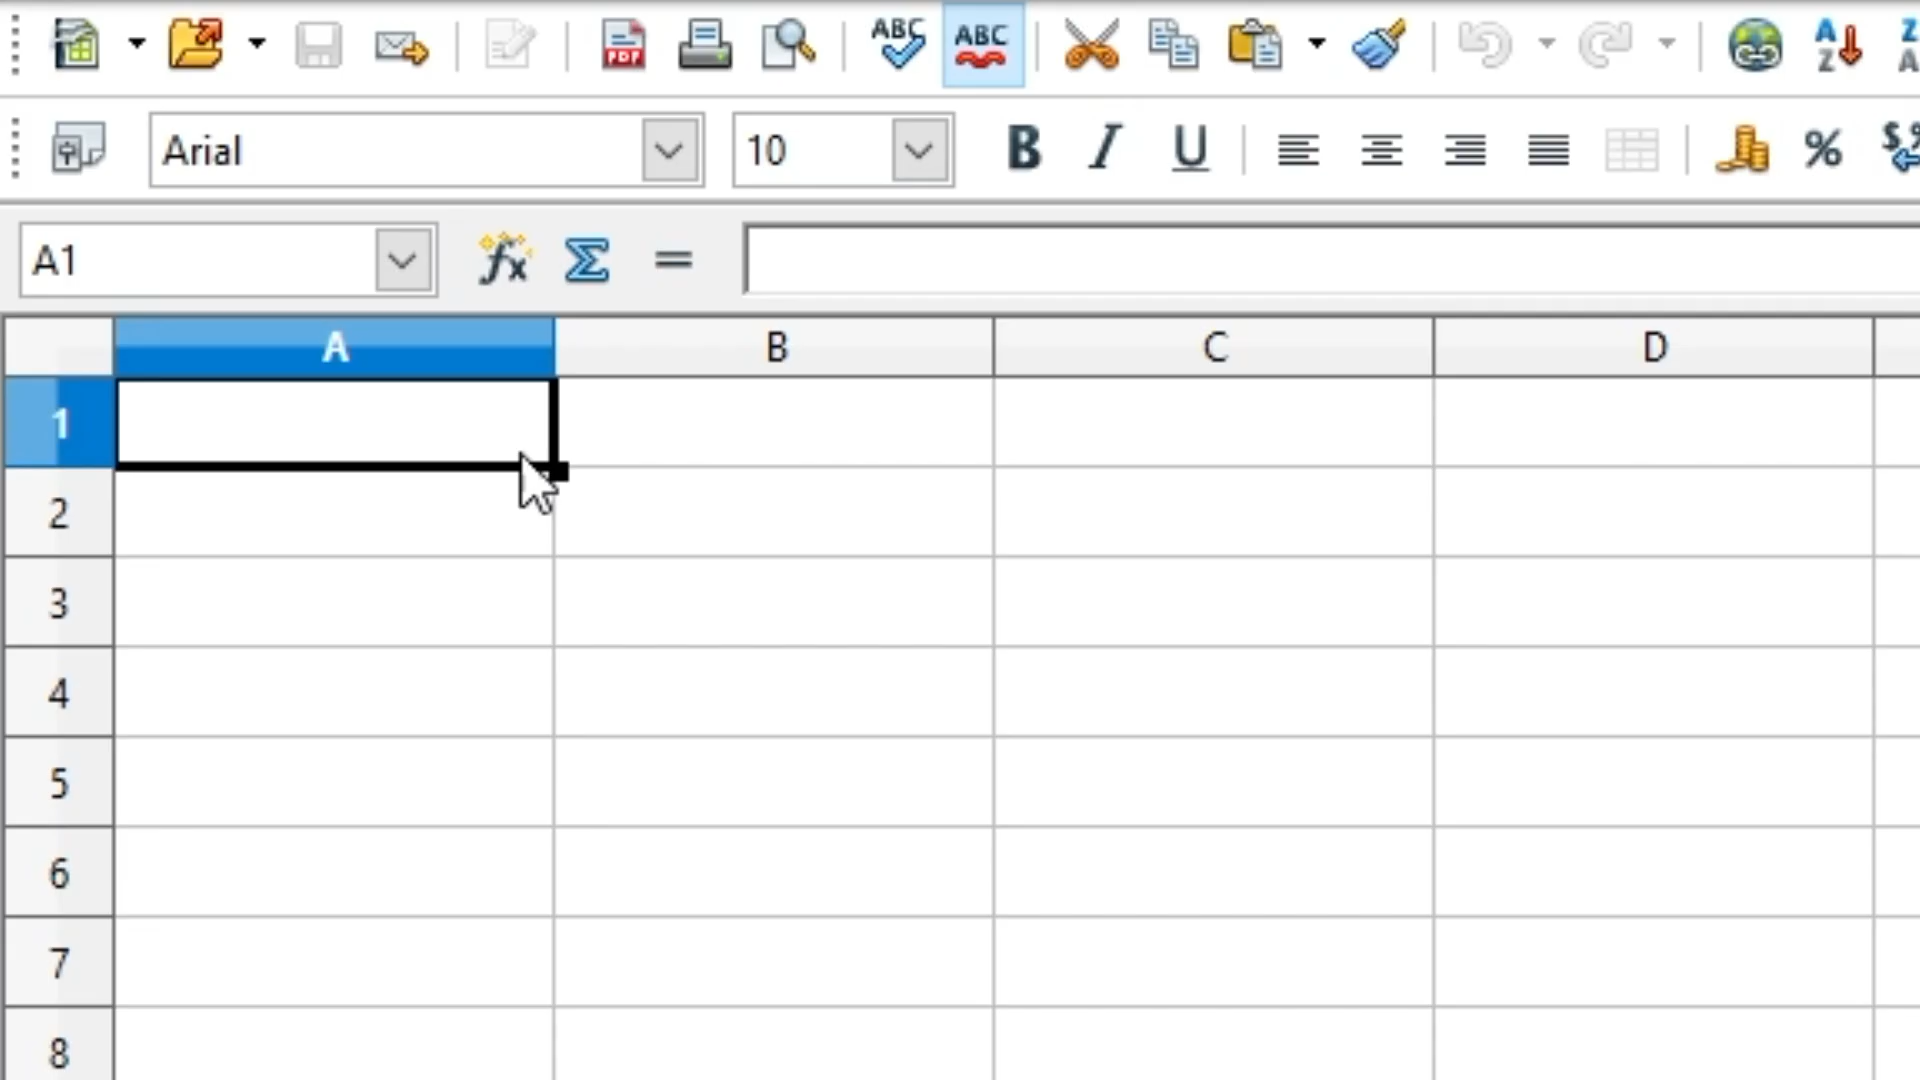 PDF ABC ABC A Z Z A
Arial 10 B I U % $ %
A1 fx Σ =
A B C D
1
2
3
4
5
6
7
8